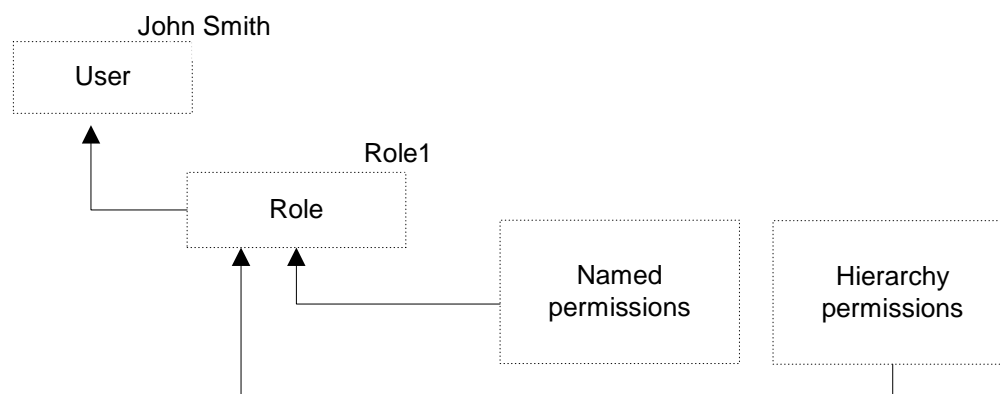 John Smith
User
Role1
Role
Named
permissions
Hierarchy
permissions